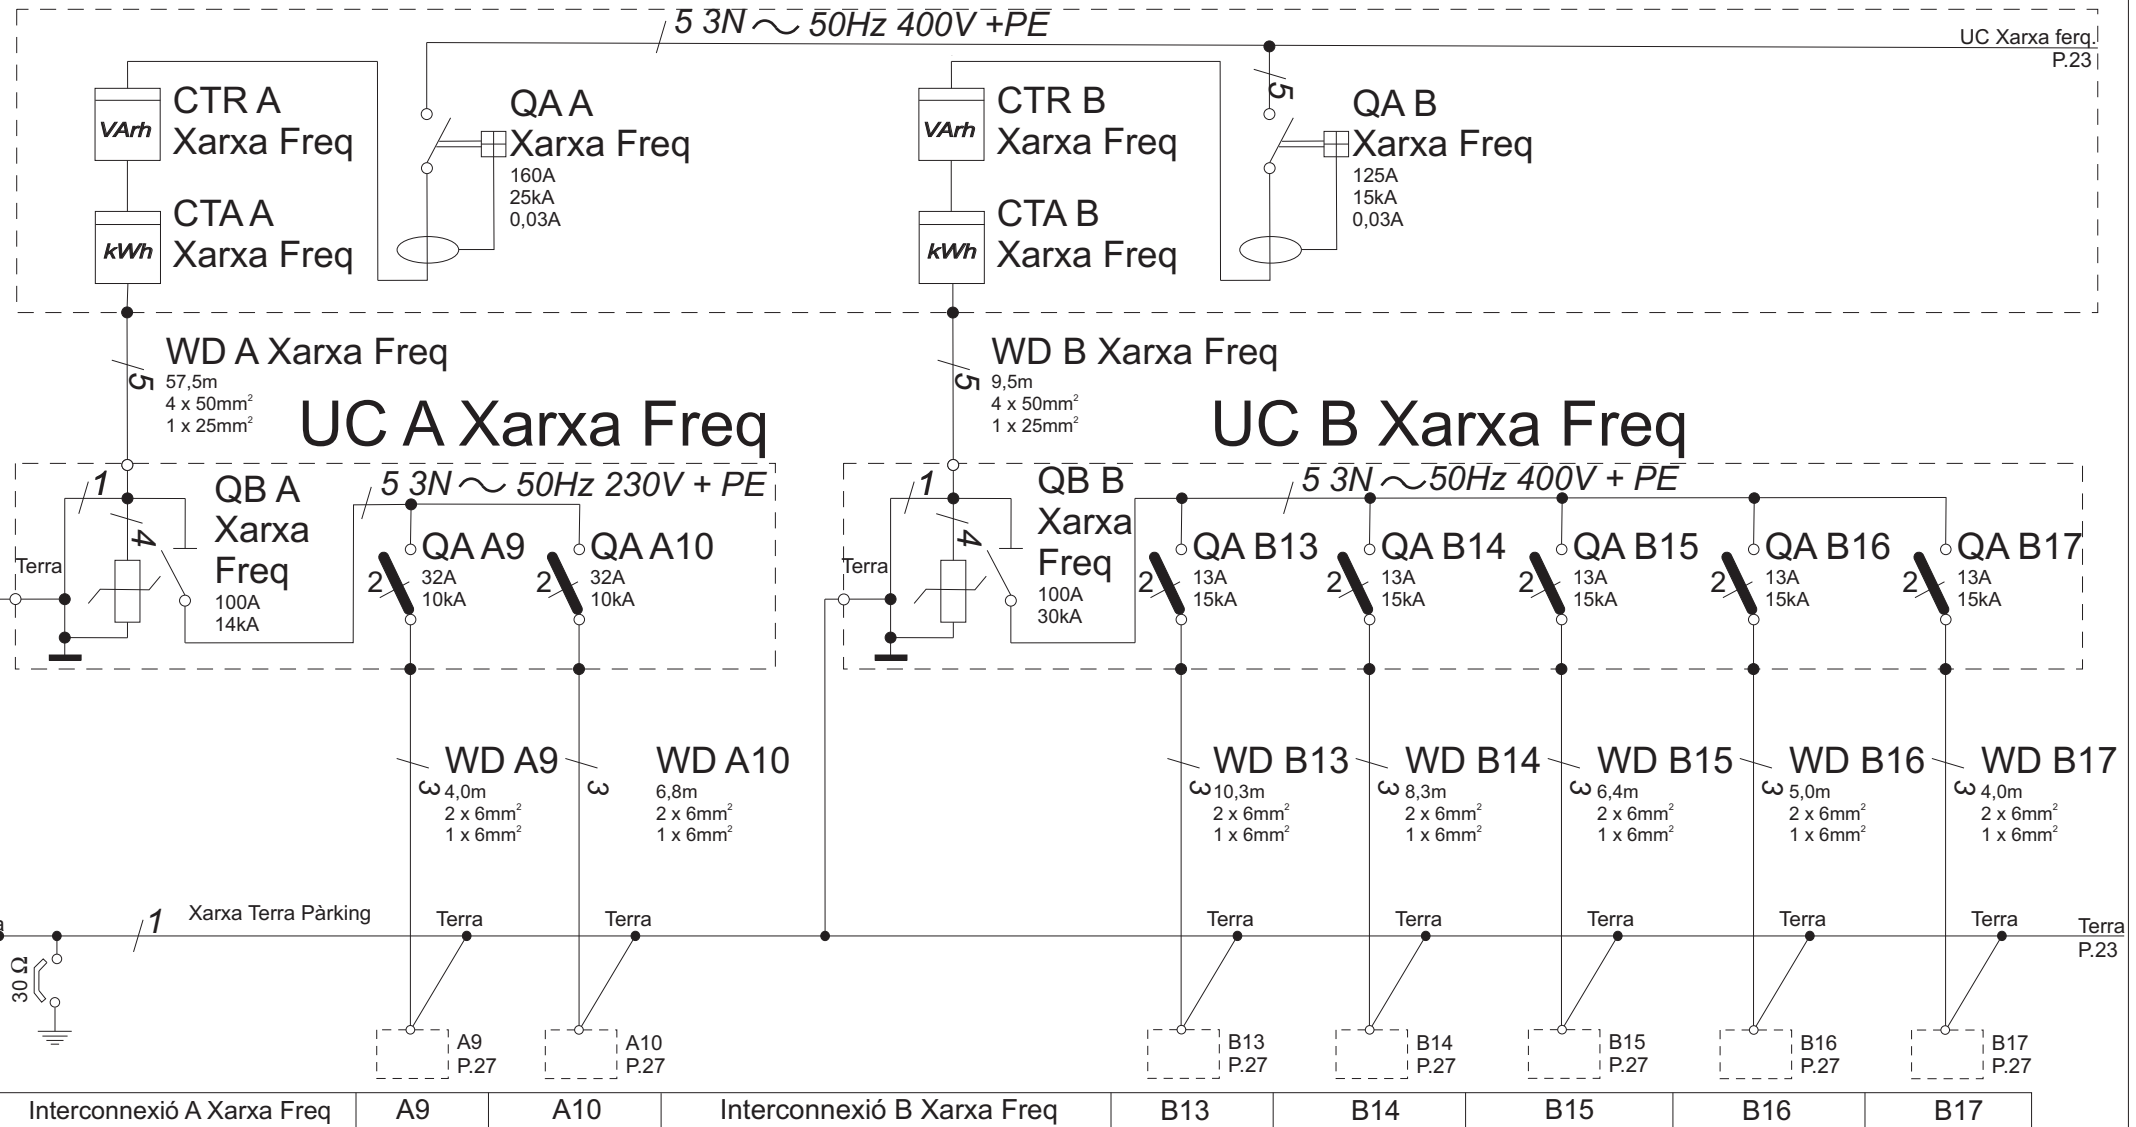 5 3N 50Hz 400V +PE
UC Xarxa ferq.
P.23
CTR A
Xarxa Freq
VArh
CTA A
Xarxa Freq
kWh
QA A
Xarxa Freq
160A
25kA
0,03A
CTR B
Xarxa Freq
VArh
CTA B
Xarxa Freq
kWh
5
QA B
Xarxa Freq
125A
15kA
0,03A
WD A Xarxa Freq
5
57,5m
4 x 50mm²
1 x 25mm²
WD B Xarxa Freq
5
9,5m
4 x 50mm²
1 x 25mm²
UC A Xarxa Freq
UC B Xarxa Freq
1
4
Terra
QB A
Xarxa
Freq
100A
14kA
5 3N 50Hz 230V + PE
QA A9
2
32A
10kA
QA A10
2
32A
10kA
1
4
Terra
QB B
Xarxa
Freq
100A
30kA
5 3N 50Hz 400V + PE
QA B13
2
13A
15kA
QA B14
2
13A
15kA
QA B15
2
13A
15kA
QA B16
2
13A
15kA
QA B17
2
13A
15kA
WD A9
3
4,0m
2 x 6mm²
1 x 6mm²
WD A10
3
6,8m
2 x 6mm²
1 x 6mm²
WD B13
3
10,3m
2 x 6mm²
1 x 6mm²
WD B14
3
8,3m
2 x 6mm²
1 x 6mm²
WD B15
3
6,4m
2 x 6mm²
1 x 6mm²
WD B16
3
5,0m
2 x 6mm²
1 x 6mm²
WD B17
3
4,0m
2 x 6mm²
1 x 6mm²
a
1
Xarxa Terra Pàrking
Terra
Terra
Terra
Terra
Terra
Terra
Terra
Terra
P.23
30 Ω
A9
P.27
A10
P.27
B13
P.27
B14
P.27
B15
P.27
B16
P.27
B17
P.27
Interconnexió A Xarxa Freq
A9
A10
Interconnexió B Xarxa Freq
B13
B14
B15
B16
B17